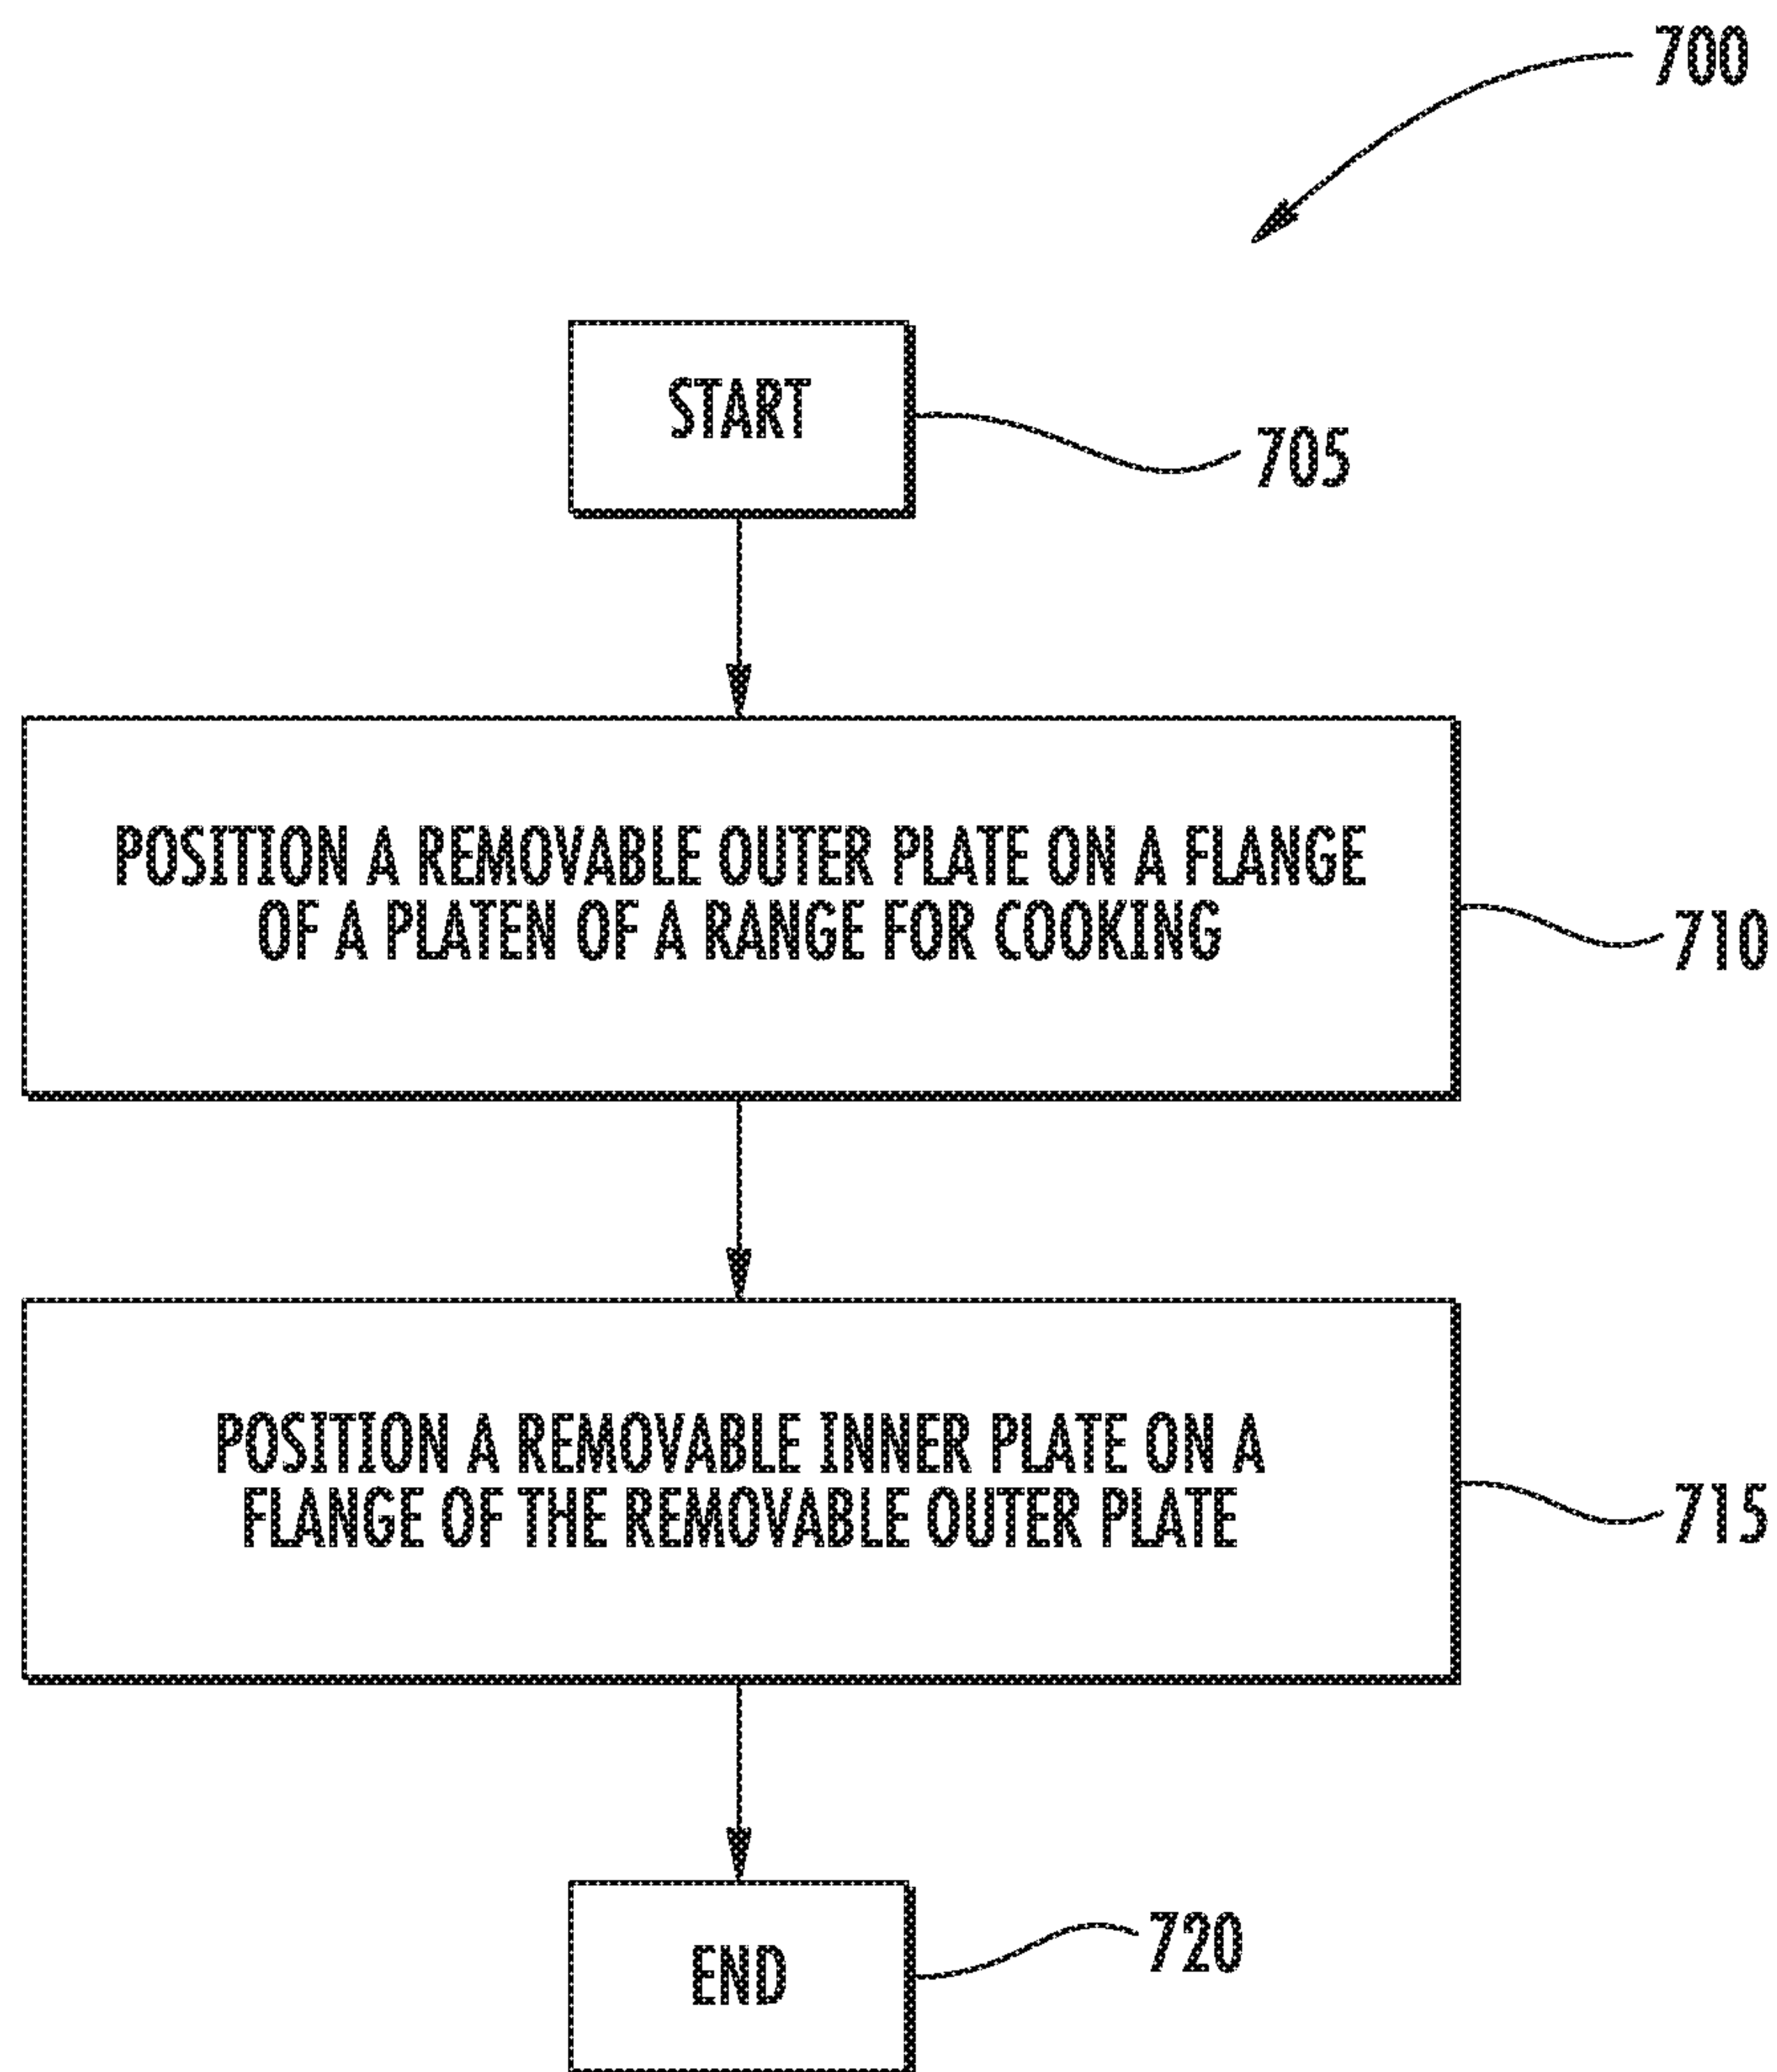 700
START
705
POSITION A REMOVABLE OUTER PLATE ON A FLANGE
OF A PLATEN OF A RANGE FOR COOKING
710
POSITION A REMOVABLE INNER PLATE ON A
FLANGE OF THE REMOVABLE OUTER PLATE
715
END
720